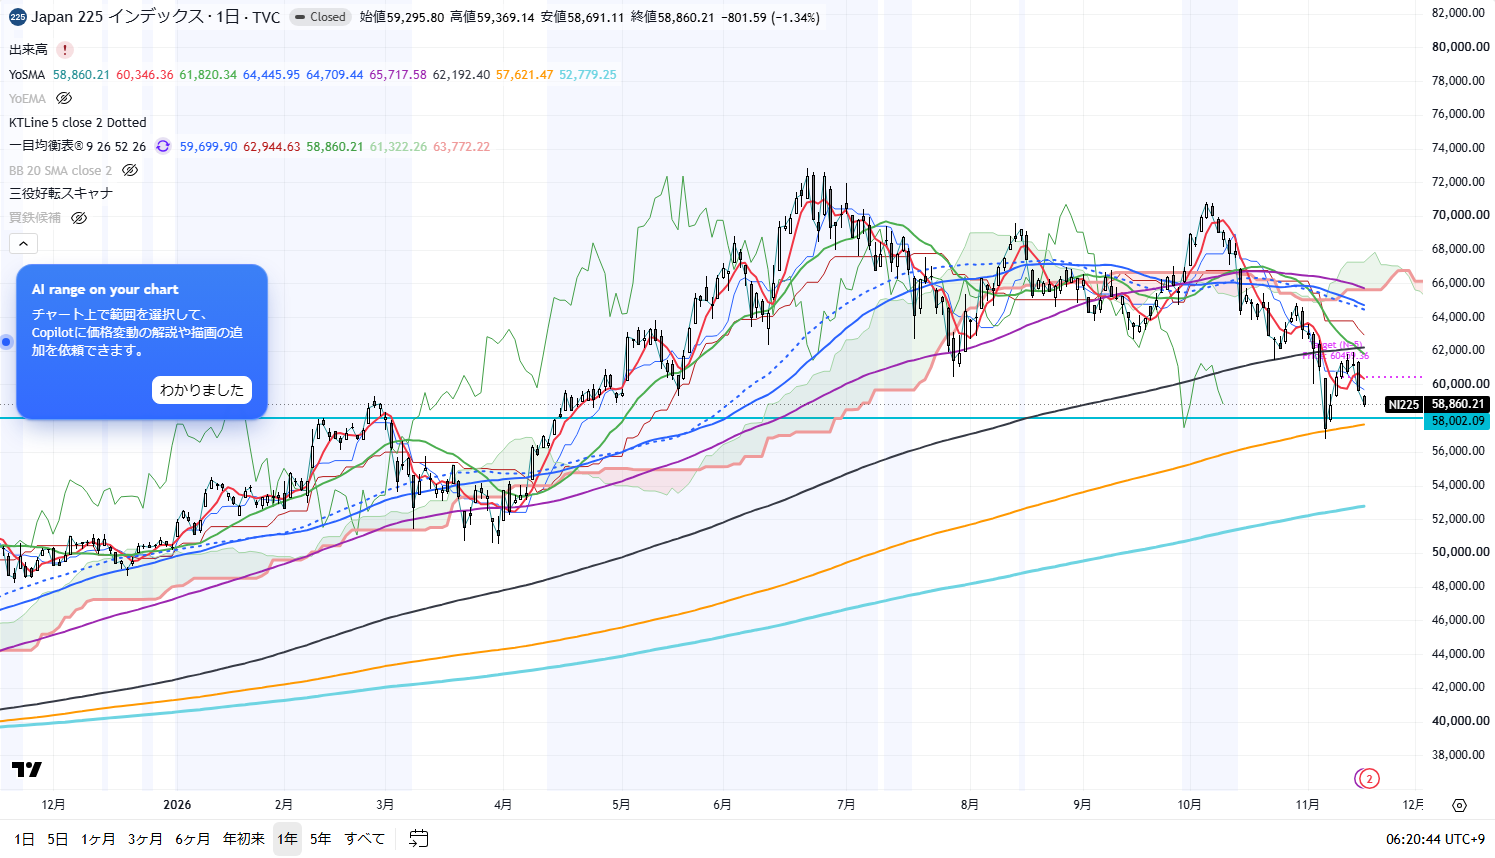 225 Japan 225 インデックス · 1日 · TVC Closed 始値59,295.80 高値59,369.14 安値58,691.11 終値58,860.21 −801.59 (−1.34%)
出来高 !
YoSMA 58,860.21 60,346.36 61,820.34 64,445.95 64,709.44 65,717.58 62,192.40 57,621.47 52,779.25
YoEMA
KTLine 5 close 2 Dotted
一目均衡表® 9 26 52 26 59,699.90 62,944.63 58,860.21 61,322.26 63,772.22
BB 20 SMA close 2
三役好転スキャナ
買鉄候補
AI range on your chart
チャート上で範囲を選択して、
Copilotに価格変動の解説や描画の追
加を依頼できます。
わかりました
82,000.00
80,000.00
78,000.00
76,000.00
74,000.00
72,000.00
70,000.00
68,000.00
66,000.00
64,000.00
62,000.00
60,000.00
NI225 58,860.21
58,002.09
56,000.00
54,000.00
52,000.00
50,000.00
48,000.00
46,000.00
44,000.00
42,000.00
40,000.00
38,000.00
2
12月 2026 2月 3月 4月 5月 6月 7月 8月 9月 10月 11月 12月
1日 5日 1ヶ月 3ヶ月 6ヶ月 年初来 1年 5年 すべて
06:20:44 UTC+9